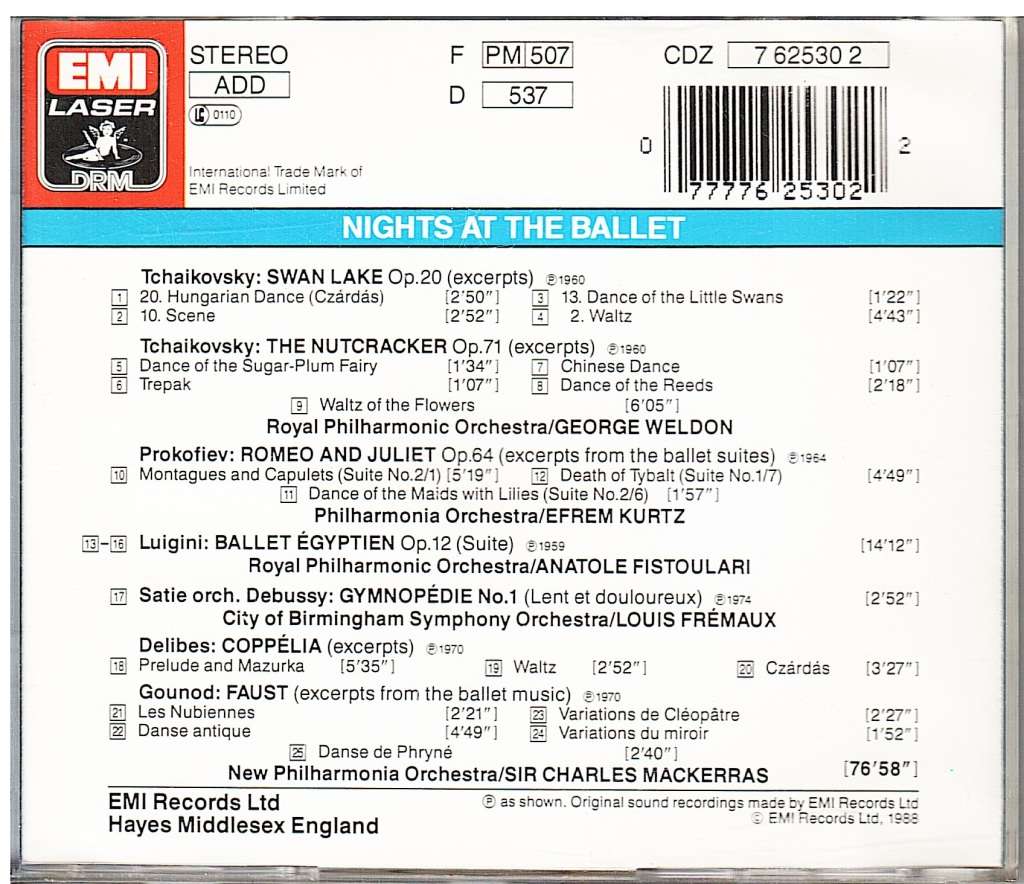 EMI
LASER
DRM
STEREO
ADD
LC 0110
International Trade Mark of
EMI Records Limited
F PM 507
D 537
CDZ 7 62530 2
0 77776 25302 2
NIGHTS AT THE BALLET
Tchaikovsky: SWAN LAKE Op.20 (excerpts) ℗1960
1 20. Hungarian Dance (Czárdás) [2'50"] 3 13. Dance of the Little Swans [1'22"]
2 10. Scene [2'52"] 4 2. Waltz [4'43"]
Tchaikovsky: THE NUTCRACKER Op.71 (excerpts) ℗1960
5 Dance of the Sugar-Plum Fairy [1'34"] 7 Chinese Dance [1'07"]
6 Trepak [1'07"] 8 Dance of the Reeds [2'18"]
9 Waltz of the Flowers [6'05"]
Royal Philharmonic Orchestra/GEORGE WELDON
Prokofiev: ROMEO AND JULIET Op.64 (excerpts from the ballet suites) ℗1964
10 Montagues and Capulets (Suite No.2/1) [5'19"] 12 Death of Tybalt (Suite No.1/7) [4'49"]
11 Dance of the Maids with Lilies (Suite No.2/6) [1'57"]
Philharmonia Orchestra/EFREM KURTZ
13–16 Luigini: BALLET ÉGYPTIEN Op.12 (Suite) ℗1959 [14'12"]
Royal Philharmonic Orchestra/ANATOLE FISTOULARI
17 Satie orch. Debussy: GYMNOPÉDIE No.1 (Lent et douloureux) ℗1974 [2'52"]
City of Birmingham Symphony Orchestra/LOUIS FRÉMAUX
Delibes: COPPÉLIA (excerpts) ℗1970
18 Prelude and Mazurka [5'35"] 19 Waltz [2'52"] 20 Czárdás [3'27"]
Gounod: FAUST (excerpts from the ballet music) ℗1970
21 Les Nubiennes [2'21"] 23 Variations de Cléopâtre [2'27"]
22 Danse antique [4'49"] 24 Variations du miroir [1'52"]
25 Danse de Phryné [2'40"]
New Philharmonia Orchestra/SIR CHARLES MACKERRAS [76'58"]
EMI Records Ltd
Hayes Middlesex England
℗ as shown. Original sound recordings made by EMI Records Ltd
© EMI Records Ltd, 1988